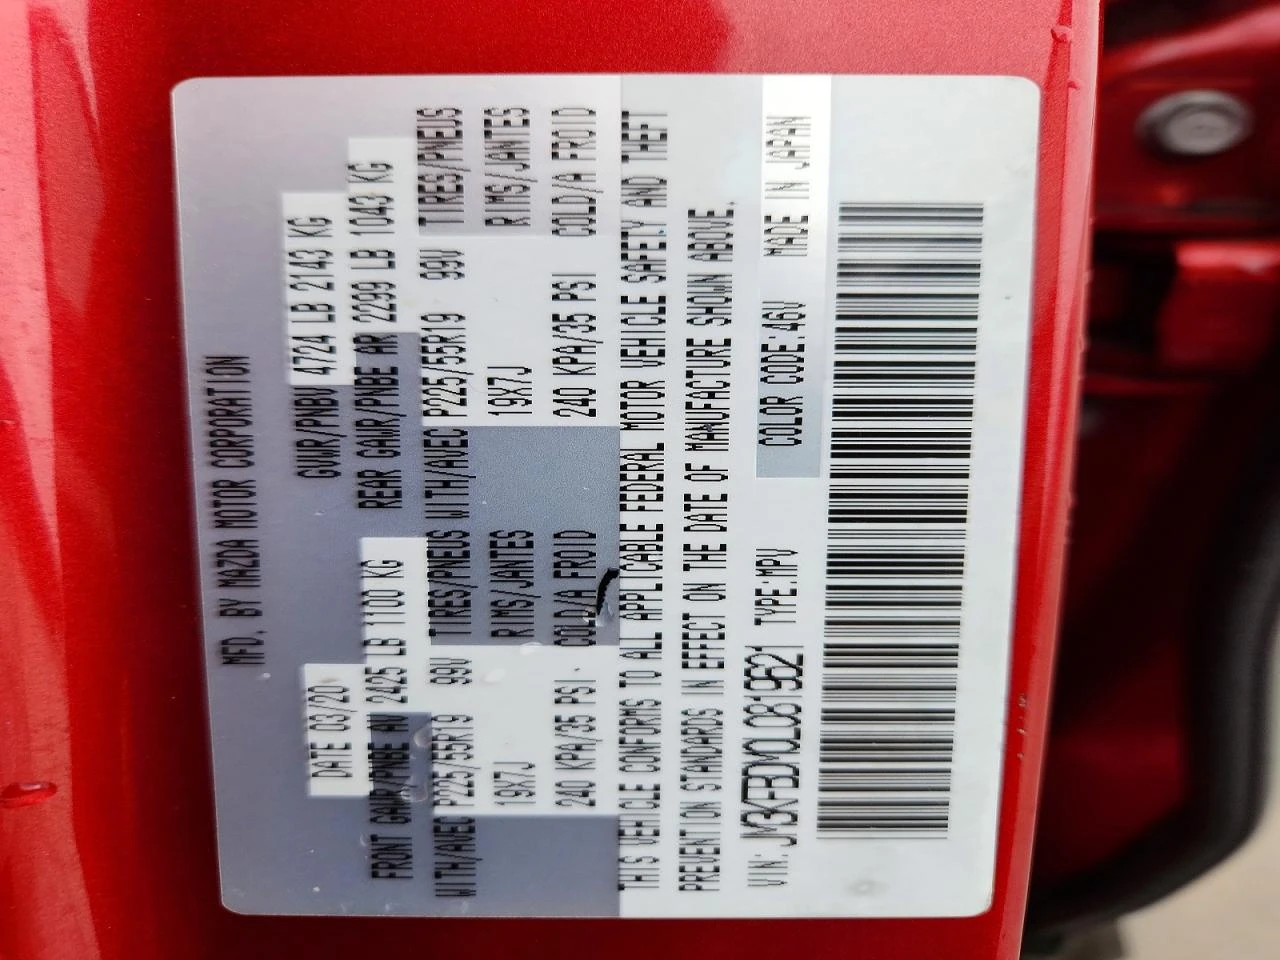 MFD. BY MAZDA MOTOR CORPORATION
DATE 03/20 GVWR/PNBV 4724 LB 2143 KG
FRONT GAWR/PNBE AV 2425 LB 1100 KG REAR GAWR/PNBE AR 2299 LB 1043 KG
WITH/AVEC P225/55R19 99V TIRES/PNEUS WITH/AVEC P225/55R19 99V TIRES/PNEUS
19X7J RIMS/JANTES 19X7J RIMS/JANTES
240 KPA/35 PSI COLD/A FROID 240 KPA/35 PSI COLD/A FROID
THIS VEHICLE CONFORMS TO ALL APPLICABLE FEDERAL MOTOR VEHICLE SAFETY AND THEFT
PREVENTION STANDARDS IN EFFECT ON THE DATE OF MANUFACTURE SHOWN ABOVE.
VIN: JM3KFBDM0L0819621 TYPE:MPV COLOR CODE:46V MADE IN JAPAN